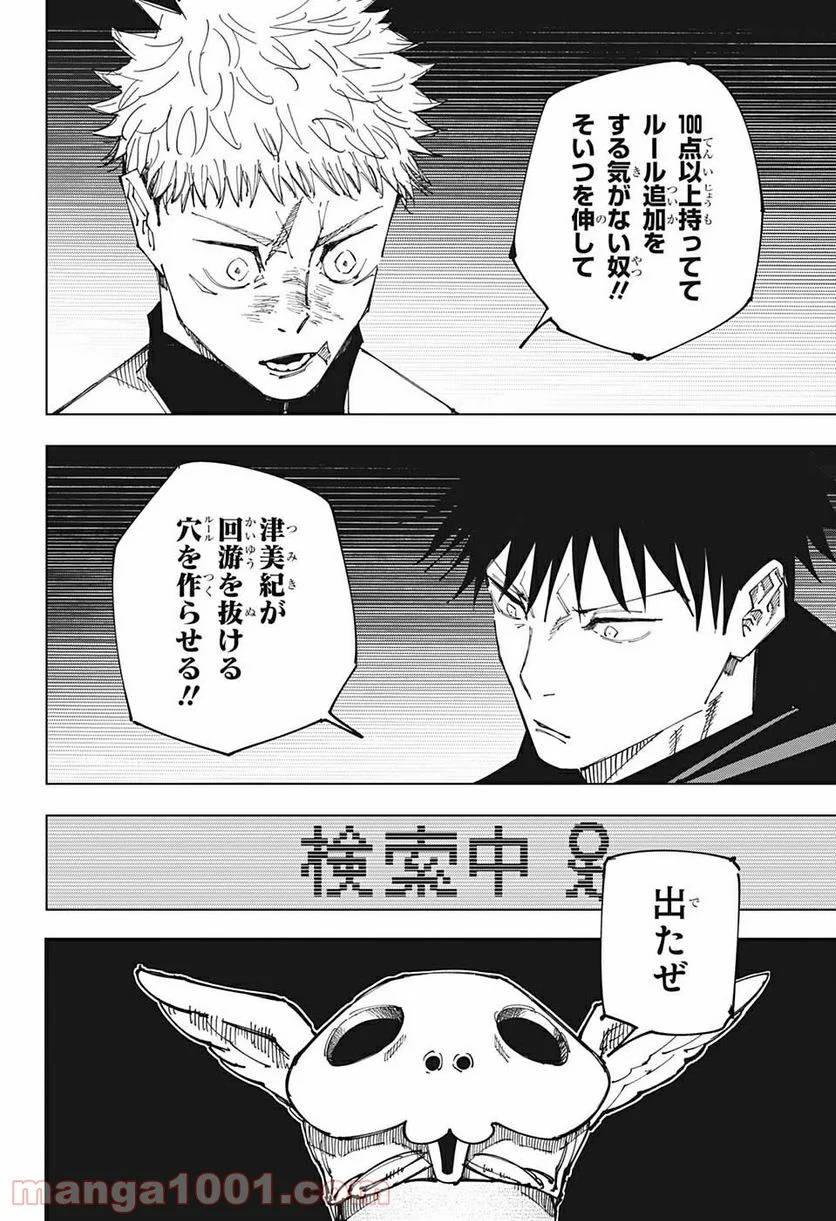 100点以上持ってて
ルール追加を
する気がない奴!!
そいつを伸して
津美紀が
回游を抜ける
穴を作らせる!!
検索中
出たぜ
manga1001.com